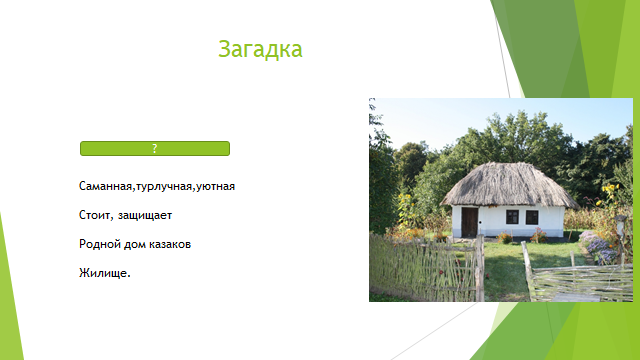 Загадка
?
Саманная,турлучная,уютная
Стоит, защищает
Родной дом казаков
Жилище.